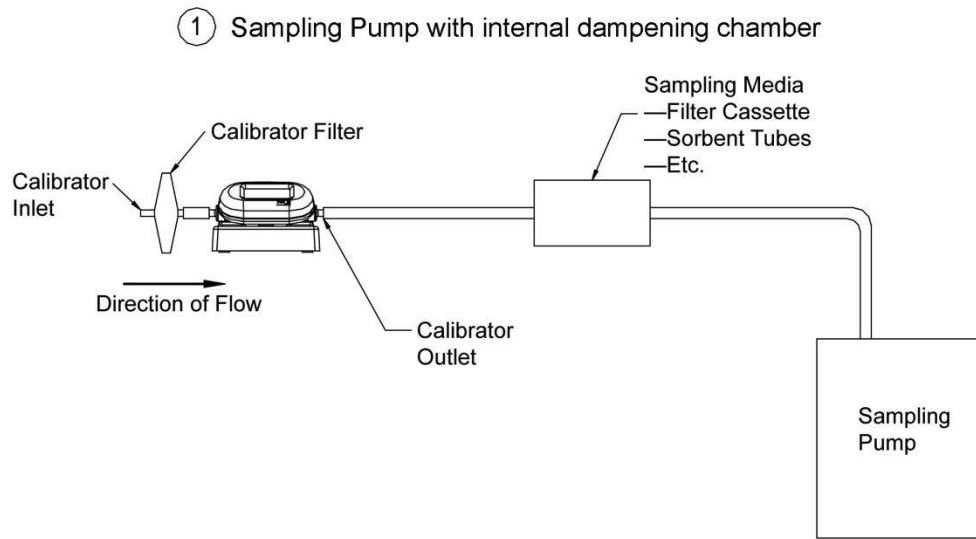 1 Sampling Pump with internal dampening chamber
Sampling Media
—Filter Cassette
—Sorbent Tubes
—Etc.
Calibrator Filter
Calibrator
Inlet
Direction of Flow
Calibrator
Outlet
Sampling
Pump